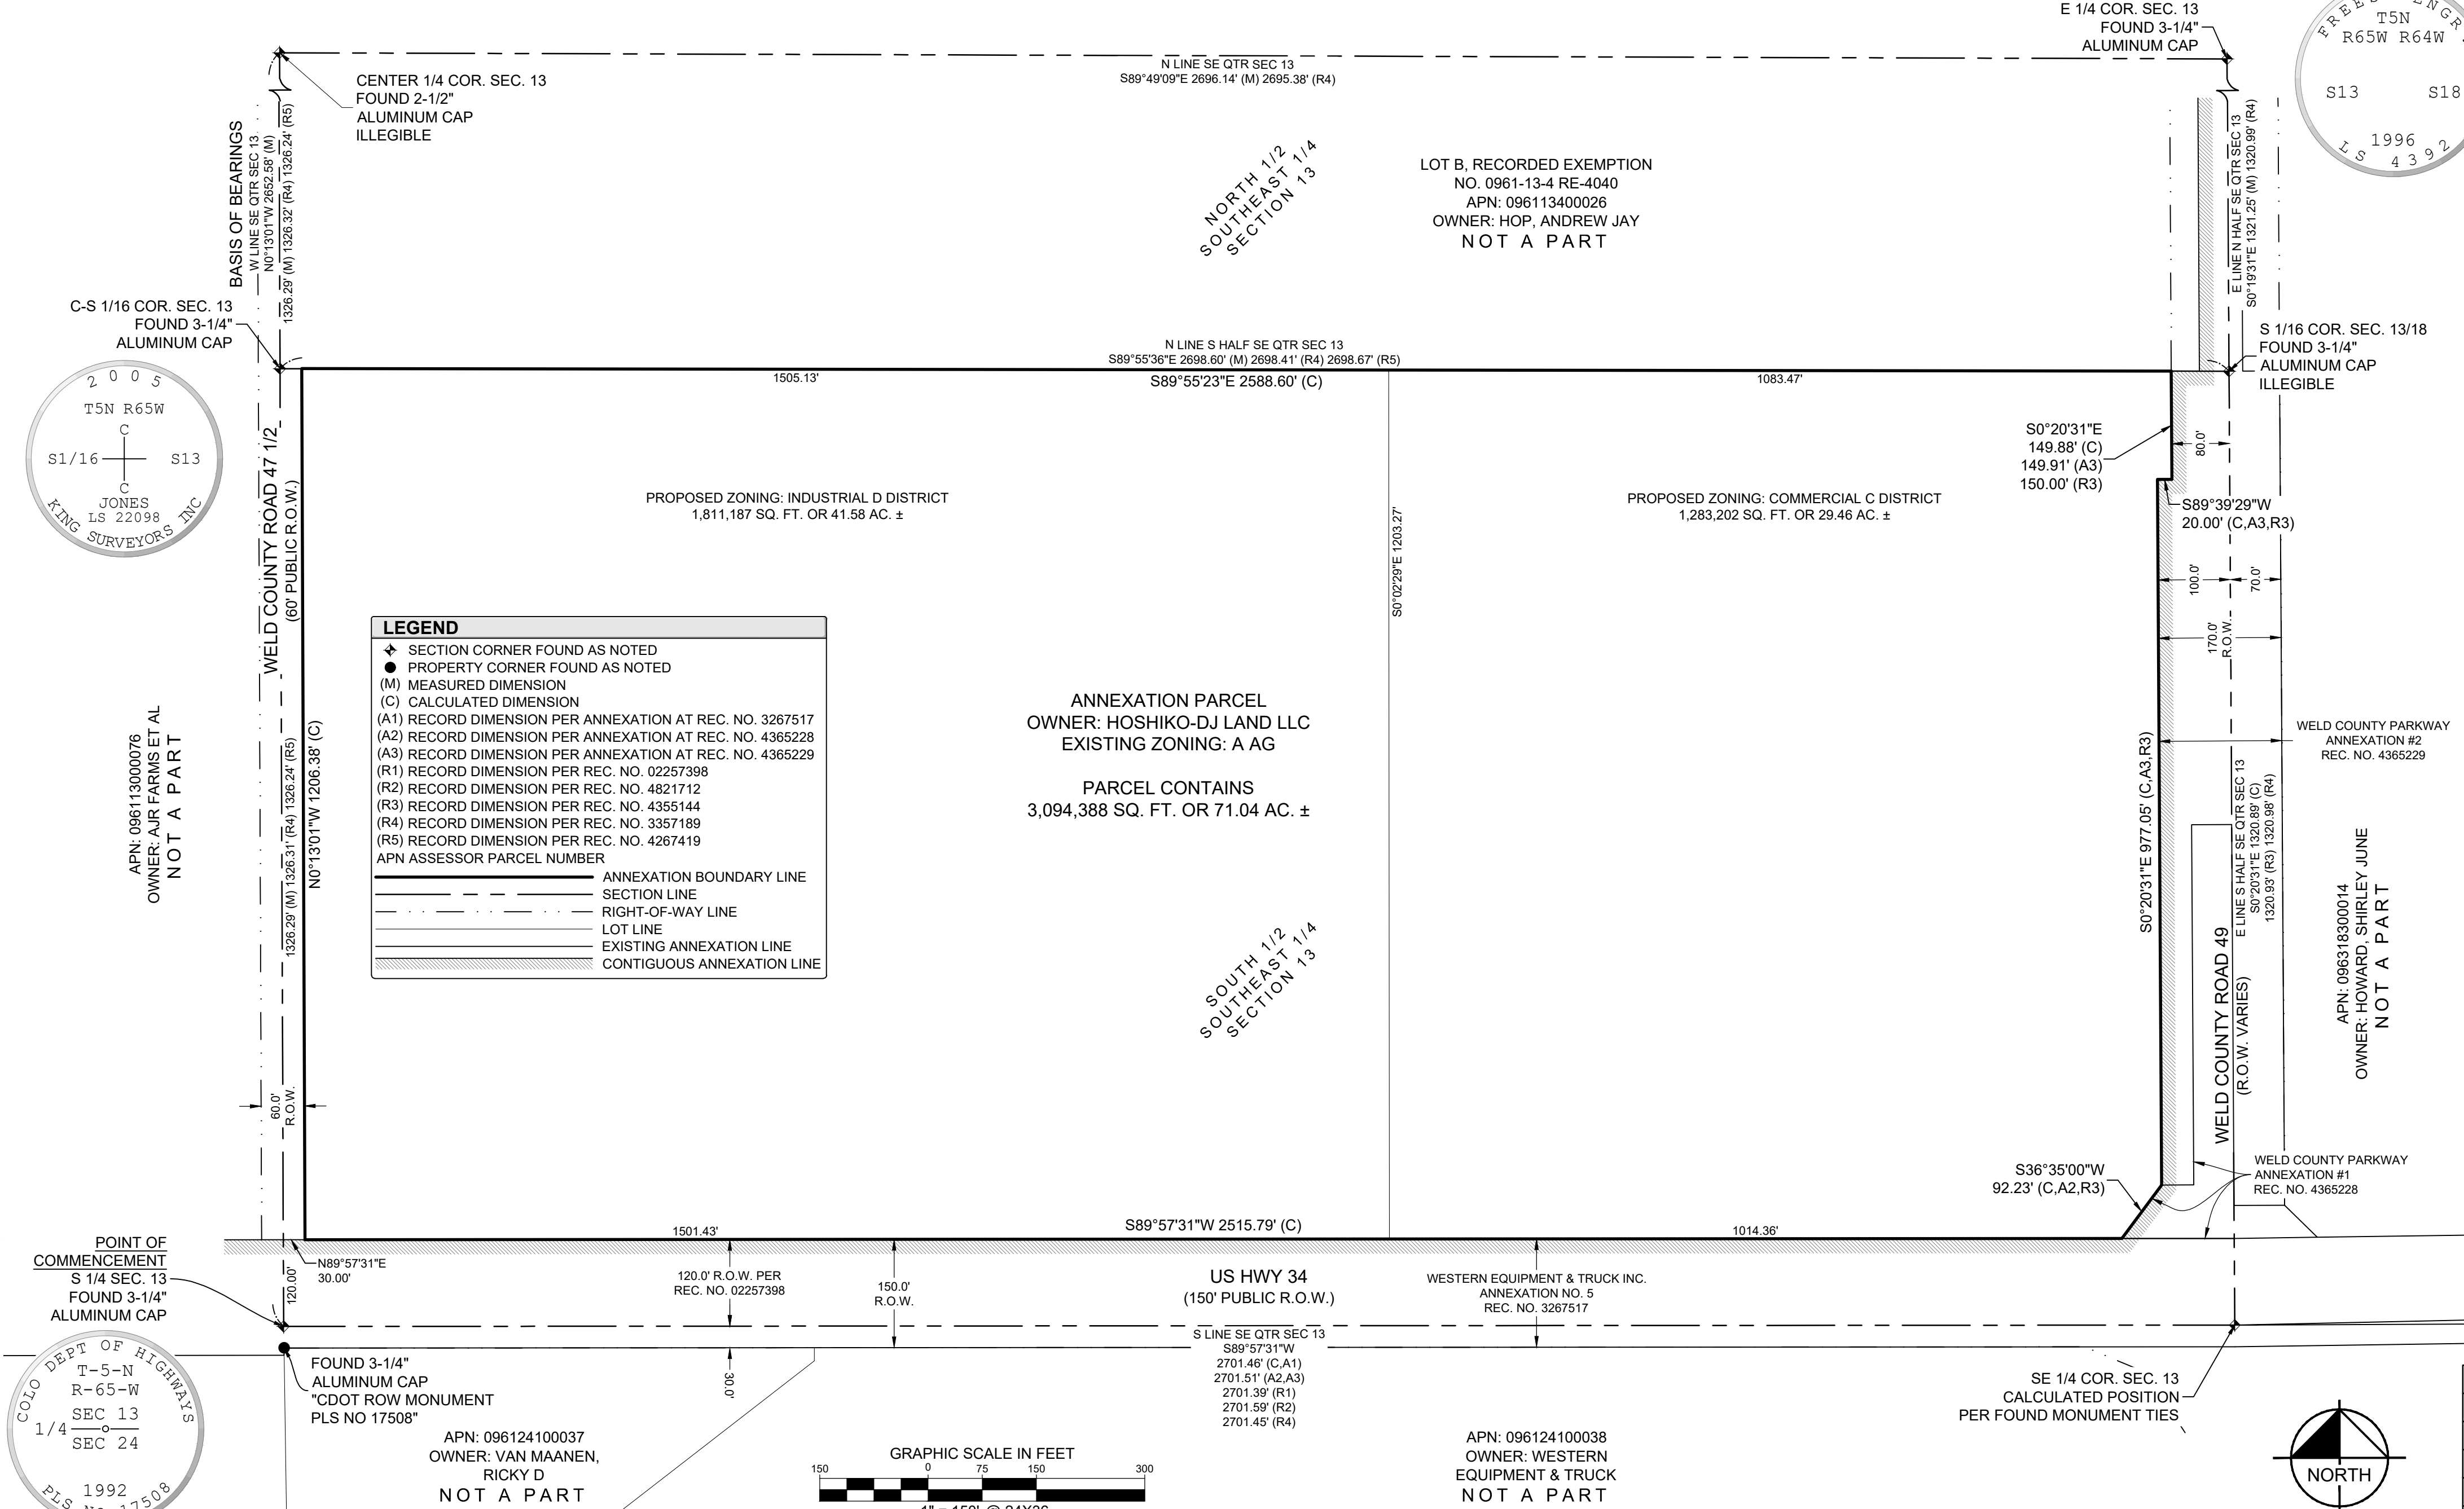 E 1/4 COR. SEC. 13
FOUND 3-1/4"
ALUMINUM CAP
T5N
R65W R64W
S13 S18
1996
LS 4392
CENTER 1/4 COR. SEC. 13
FOUND 2-1/2"
ALUMINUM CAP
ILLEGIBLE
N LINE SE QTR SEC 13
S89°49'09"E 2696.14' (M) 2695.38' (R4)
BASIS OF BEARINGS
W LINE SE QTR SEC 13
N0°13'01"W 2652.58' (M)
1326.29' (M) 1326.32' (R4) 1326.24' (R5)
NORTH 1/2
SOUTHEAST 1/4
SECTION 13
LOT B, RECORDED EXEMPTION
NO. 0961-13-4 RE-4040
APN: 096113400026
OWNER: HOP, ANDREW JAY
NOT A PART
E LINE N HALF SE QTR SEC 13
S0°19'31"E 1321.25' (M) 1320.99' (R4)
C-S 1/16 COR. SEC. 13
FOUND 3-1/4"
ALUMINUM CAP
2005
T5N R65W
C
S1/16 S13
C
JONES
LS 22098
KING SURVEYORS INC
N LINE S HALF SE QTR SEC 13
S89°55'36"E 2698.60' (M) 2698.41' (R4) 2698.67' (R5)
1505.13'
S89°55'23"E 2588.60' (C)
1083.47'
S 1/16 COR. SEC. 13/18
FOUND 3-1/4"
ALUMINUM CAP
ILLEGIBLE
S0°20'31"E
149.88' (C)
149.91' (A3)
150.00' (R3)
80.0'
S89°39'29"W
20.00' (C,A3,R3)
WELD COUNTY ROAD 47 1/2
(60' PUBLIC R.O.W.)
PROPOSED ZONING: INDUSTRIAL D DISTRICT
1,811,187 SQ. FT. OR 41.58 AC. ±
S0°02'29"E 1203.27'
PROPOSED ZONING: COMMERCIAL C DISTRICT
1,283,202 SQ. FT. OR 29.46 AC. ±
100.0'
70.0'
170.0'
R.O.W.
LEGEND
SECTION CORNER FOUND AS NOTED
PROPERTY CORNER FOUND AS NOTED
(M) MEASURED DIMENSION
(C) CALCULATED DIMENSION
(A1) RECORD DIMENSION PER ANNEXATION AT REC. NO. 3267517
(A2) RECORD DIMENSION PER ANNEXATION AT REC. NO. 4365228
(A3) RECORD DIMENSION PER ANNEXATION AT REC. NO. 4365229
(R1) RECORD DIMENSION PER REC. NO. 02257398
(R2) RECORD DIMENSION PER REC. NO. 4821712
(R3) RECORD DIMENSION PER REC. NO. 4355144
(R4) RECORD DIMENSION PER REC. NO. 3357189
(R5) RECORD DIMENSION PER REC. NO. 4267419
APN ASSESSOR PARCEL NUMBER
ANNEXATION BOUNDARY LINE
SECTION LINE
RIGHT-OF-WAY LINE
LOT LINE
EXISTING ANNEXATION LINE
CONTIGUOUS ANNEXATION LINE
APN: 096113000076
OWNER: AJR FARMS ET AL
NOT A PART
1326.29' (M) 1326.31' (R4) 1326.24' (R5)
N0°13'01"W 1206.38' (C)
ANNEXATION PARCEL
OWNER: HOSHIKO-DJ LAND LLC
EXISTING ZONING: A AG
PARCEL CONTAINS
3,094,388 SQ. FT. OR 71.04 AC. ±
SOUTH 1/2
SOUTHEAST 1/4
SECTION 13
S0°20'31"E 977.05' (C,A3,R3)
WELD COUNTY PARKWAY
ANNEXATION #2
REC. NO. 4365229
E LINE S HALF SE QTR SEC 13
S0°20'31"E 1320.89' (C)
1320.93' (R3) 1320.98' (R4)
WELD COUNTY ROAD 49
(R.O.W. VARIES)
APN: 096318300014
OWNER: HOWARD, SHIRLEY JUNE
NOT A PART
60.0'
R.O.W.
S36°35'00"W
92.23' (C,A2,R3)
WELD COUNTY PARKWAY
ANNEXATION #1
REC. NO. 4365228
1501.43'
S89°57'31"W 2515.79' (C)
1014.36'
POINT OF
COMMENCEMENT
S 1/4 SEC. 13
FOUND 3-1/4"
ALUMINUM CAP
120.00'
N89°57'31"E
30.00'
120.0' R.O.W. PER
REC. NO. 02257398
150.0'
R.O.W.
US HWY 34
(150' PUBLIC R.O.W.)
WESTERN EQUIPMENT & TRUCK INC.
ANNEXATION NO. 5
REC. NO. 3267517
S LINE SE QTR SEC 13
S89°57'31"W
2701.46' (C,A1)
2701.51' (A2,A3)
2701.39' (R1)
2701.59' (R2)
2701.45' (R4)
30.0'
COLO DEPT OF HIGHWAYS
T-5-N
R-65-W
SEC 13
1/4
SEC 24
1992
PLS No 17508
FOUND 3-1/4"
ALUMINUM CAP
"CDOT ROW MONUMENT
PLS NO 17508"
SE 1/4 COR. SEC. 13
CALCULATED POSITION
PER FOUND MONUMENT TIES
APN: 096124100037
OWNER: VAN MAANEN,
RICKY D
NOT A PART
GRAPHIC SCALE IN FEET
150 0 75 150 300
1" = 150' @ 24X36
APN: 096124100038
OWNER: WESTERN
EQUIPMENT & TRUCK
NOT A PART
NORTH